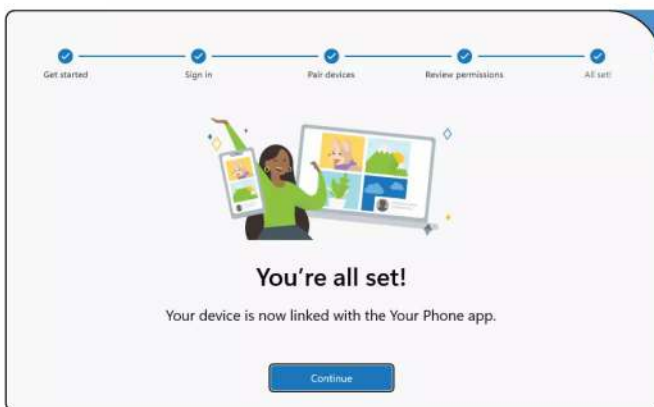 Get started
Sign in
Pair devices
Review permissions
All set!
You're all set!
Your device is now linked with the Your Phone app.
Continue